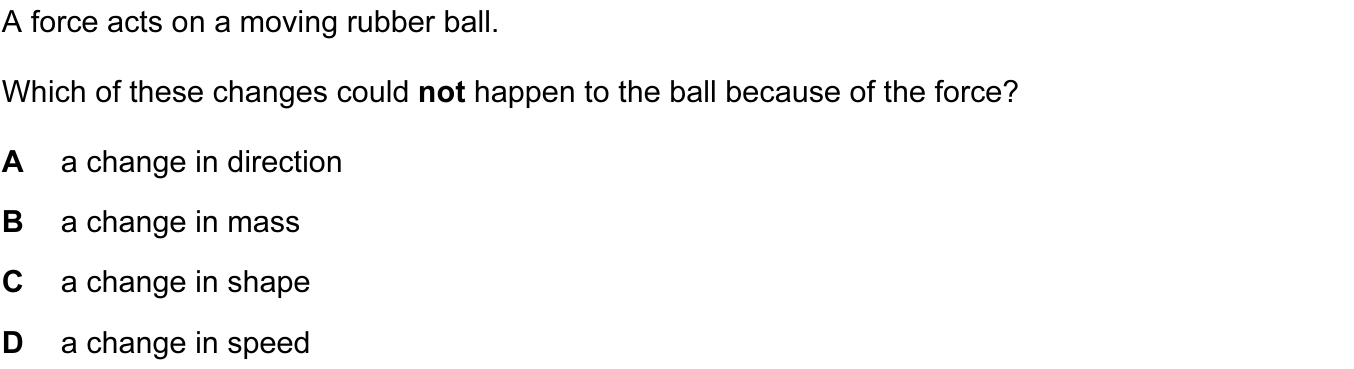 A force acts on a moving rubber ball.
Which of these changes could not happen to the ball because of the force?
A a change in direction
B a change in mass
C a change in shape
D a change in speed